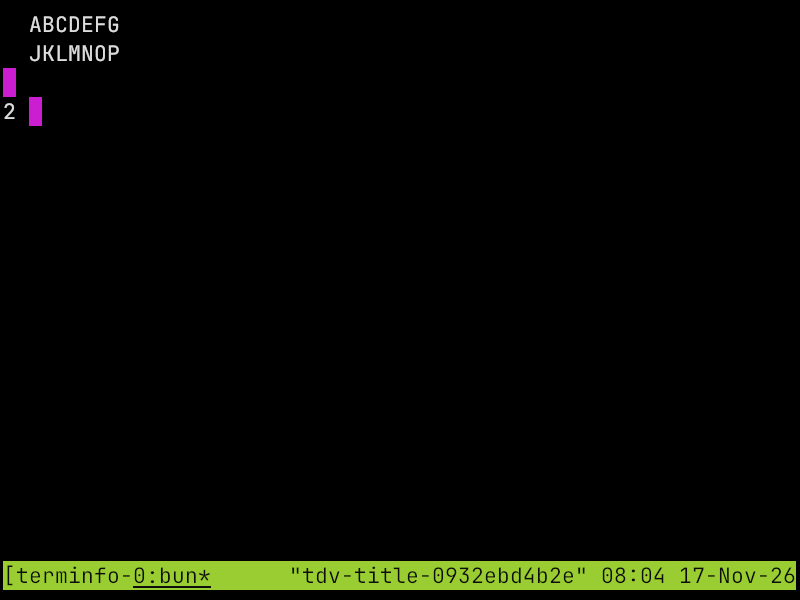 ABCDEFG
JKLMNOP
2
[terminfo-0:bun* "tdv-title-0932ebd4b2e" 08:04 17-Nov-26